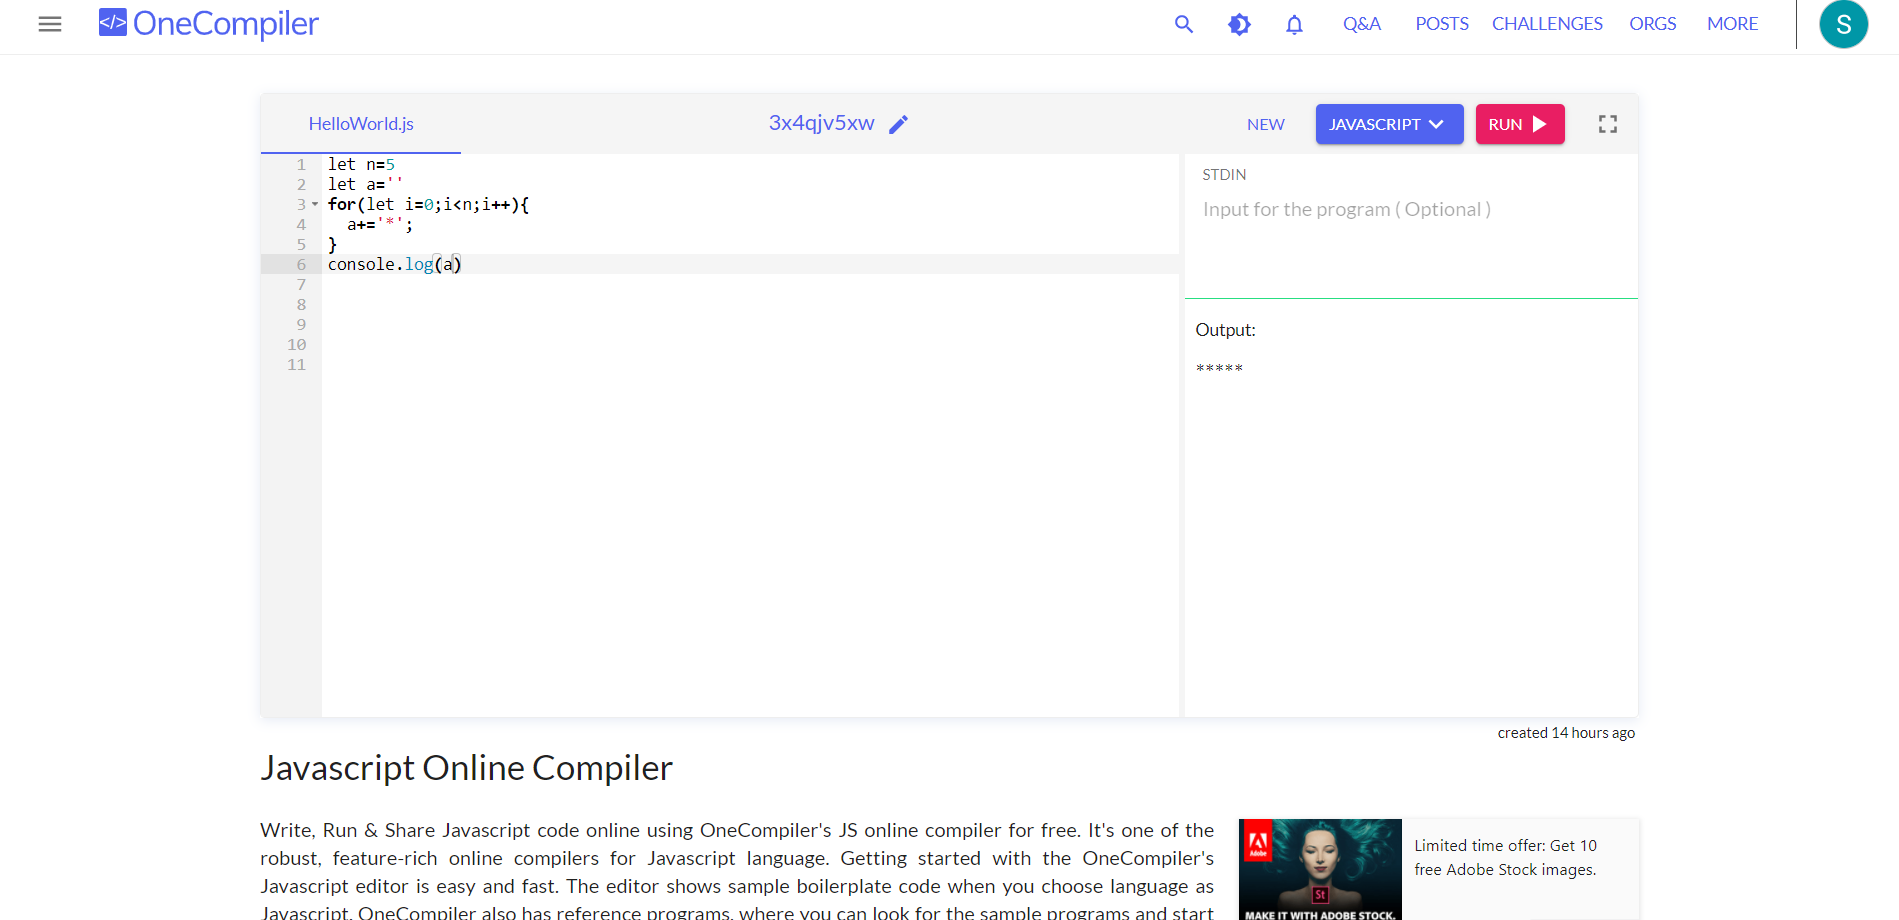 </> OneCompiler
Q&A POSTS CHALLENGES ORGS MORE S
HelloWorld.js 3x4qjv5xw NEW JAVASCRIPT RUN
1 let n=5
2 let a=''
3 for(let i=0;i<n;i++){
4 a+='*';
5 }
6 console.log(a)
7
8
9
10
11
STDIN
Input for the program ( Optional )
Output:
*****
created 14 hours ago
Javascript Online Compiler
Write, Run & Share Javascript code online using OneCompiler's JS online compiler for free. It's one of the
robust, feature-rich online compilers for Javascript language. Getting started with the OneCompiler's
Javascript editor is easy and fast. The editor shows sample boilerplate code when you choose language as
Javascript. OneCompiler also has reference programs, where you can look for the sample programs and start
Adobe
St
MAKE IT WITH ADOBE STOCK.
Limited time offer: Get 10
free Adobe Stock images.